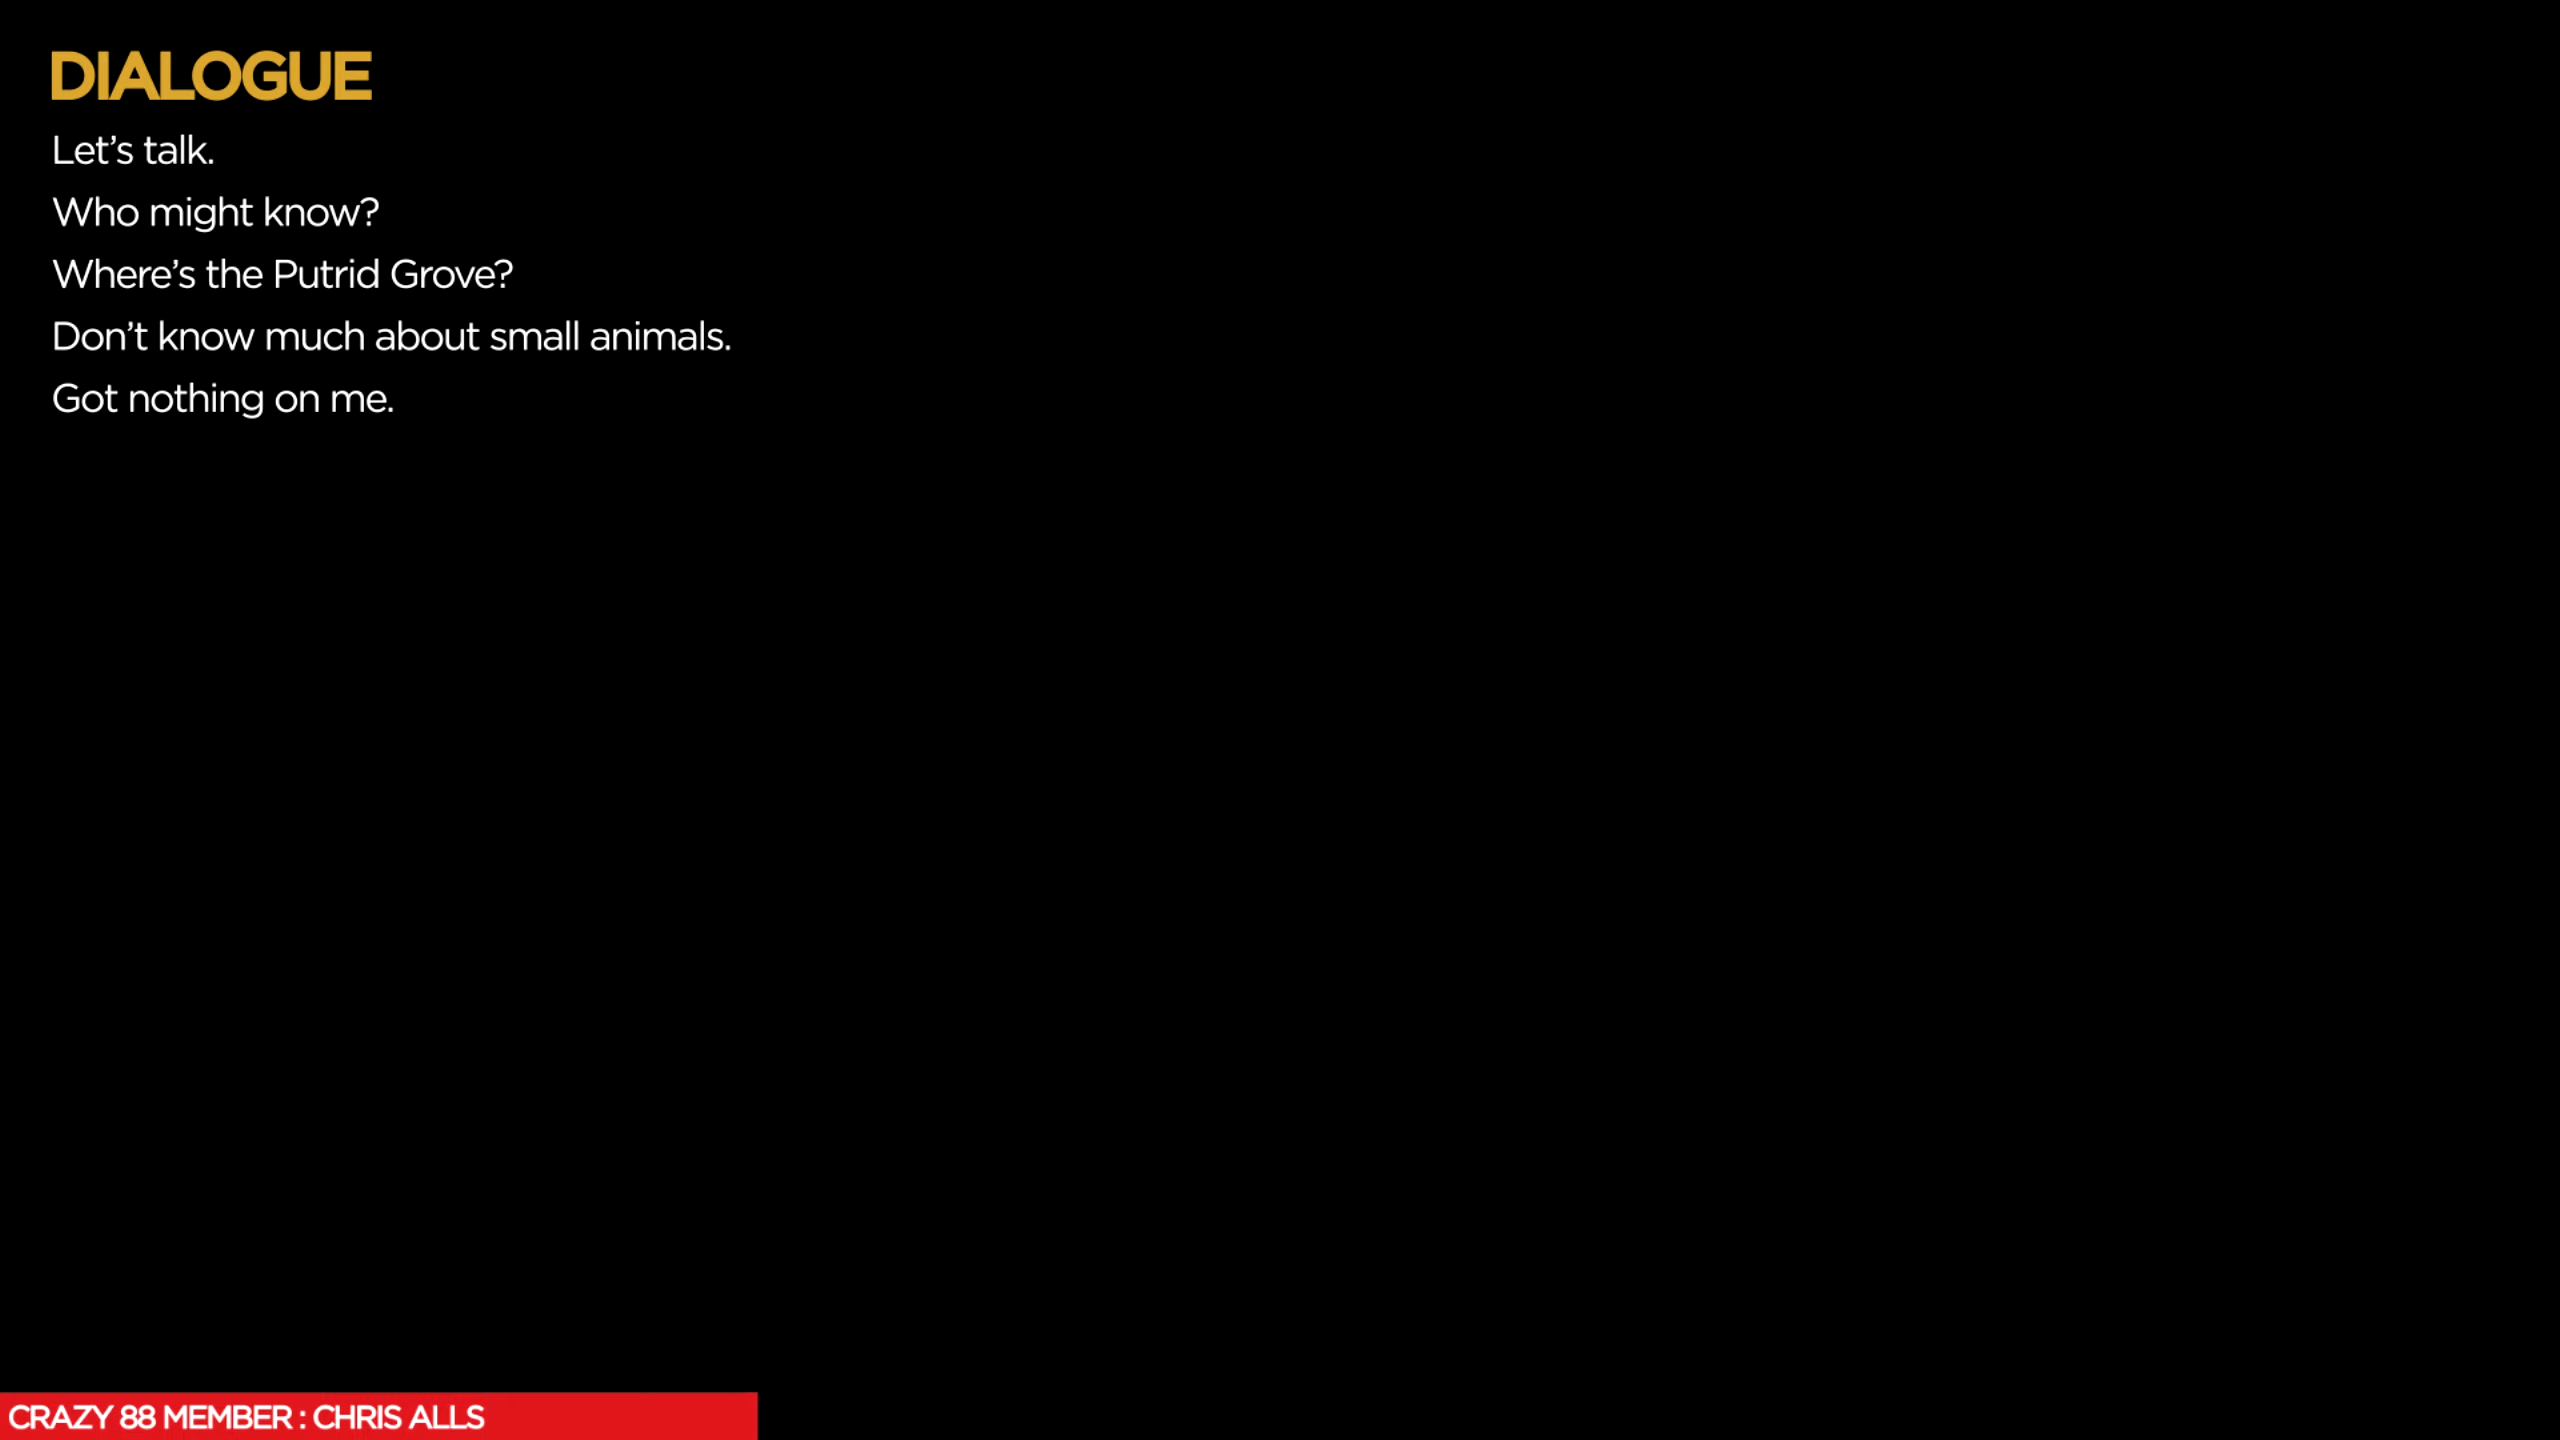 DIALOGUE
Let’s talk.
Who might know?
Where’s the Putrid Grove?
Don’t know much about small animals.
Got nothing on me.
CRAZY 88 MEMBER : CHRIS ALLS